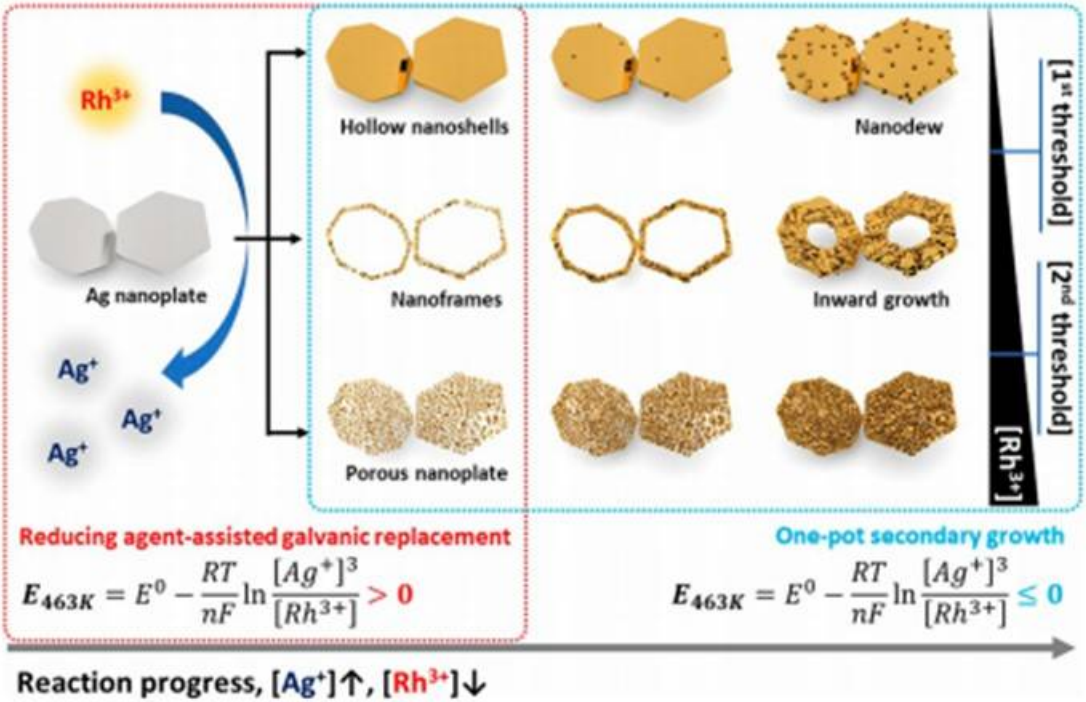 Rh³⁺
Ag nanoplate
Ag⁺
Ag⁺
Ag⁺
Hollow nanoshells
Nanodew
Nanoframes
Inward growth
Porous nanoplate
[1ˢᵗ threshold]
[2ⁿᵈ threshold]
[Rh³⁺]
Reducing agent-assisted galvanic replacement
E₄₆₃K = E⁰ − RT/nF ln [Ag⁺]³/[Rh³⁺] > 0
One-pot secondary growth
E₄₆₃K = E⁰ − RT/nF ln [Ag⁺]³/[Rh³⁺] ≤ 0
Reaction progress, [Ag⁺]↑, [Rh³⁺]↓